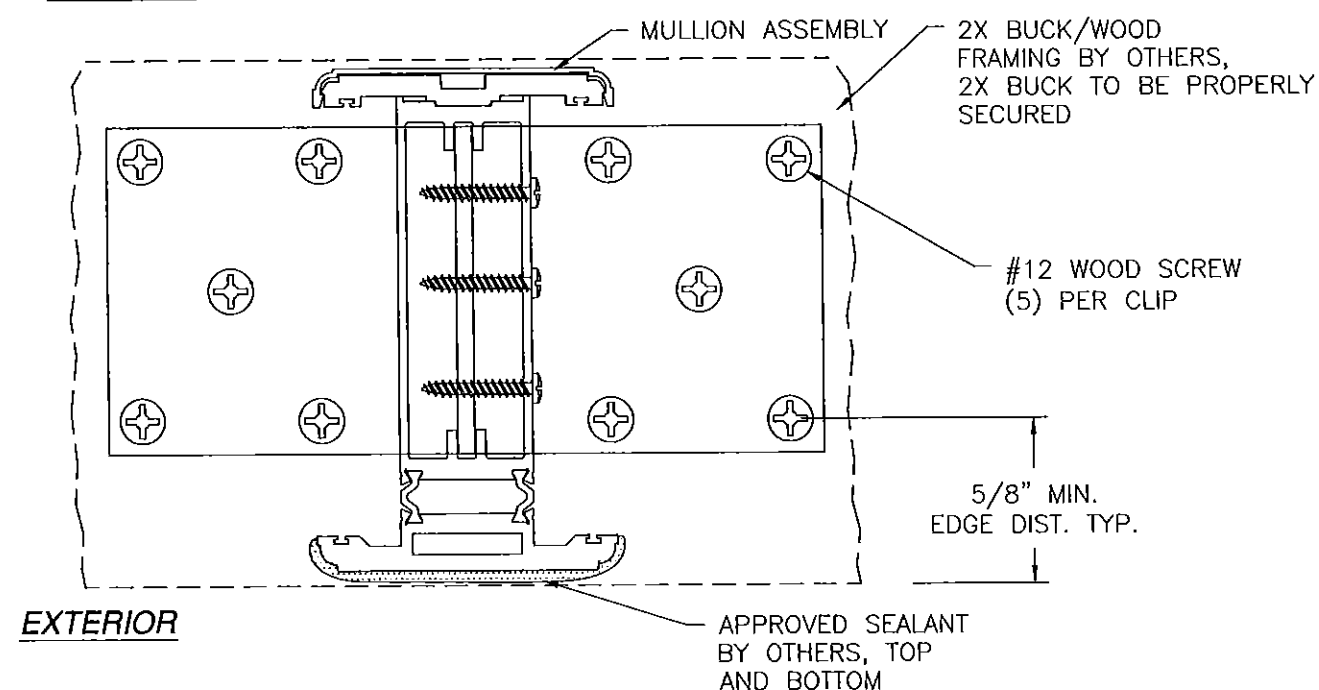 MULLION ASSEMBLY
2X BUCK/WOOD
FRAMING BY OTHERS,
2X BUCK TO BE PROPERLY
SECURED
#12 WOOD SCREW
(5) PER CLIP
5/8" MIN.
EDGE DIST. TYP.
EXTERIOR
APPROVED SEALANT
BY OTHERS, TOP
AND BOTTOM